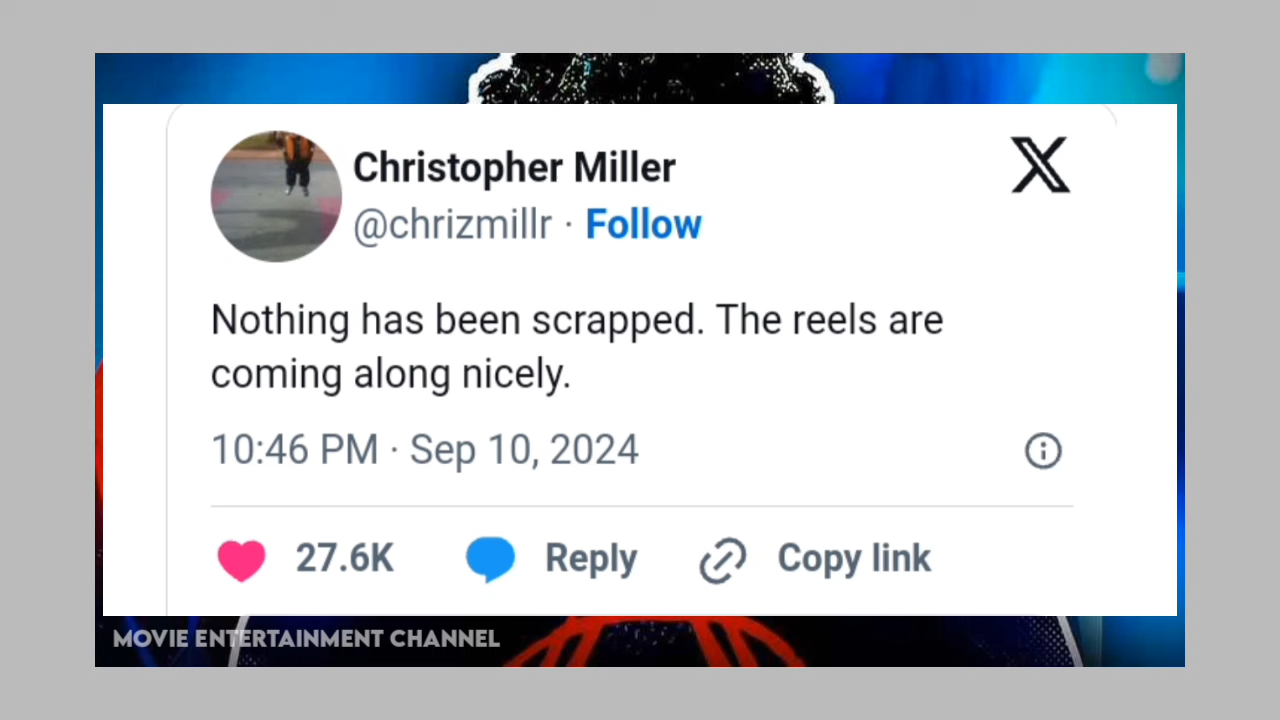 Christopher Miller
@chrizmillr · Follow
Nothing has been scrapped. The reels are
coming along nicely.
10:46 PM · Sep 10, 2024
27.6K Reply Copy link
MOVIE ENTERTAINMENT CHANNEL